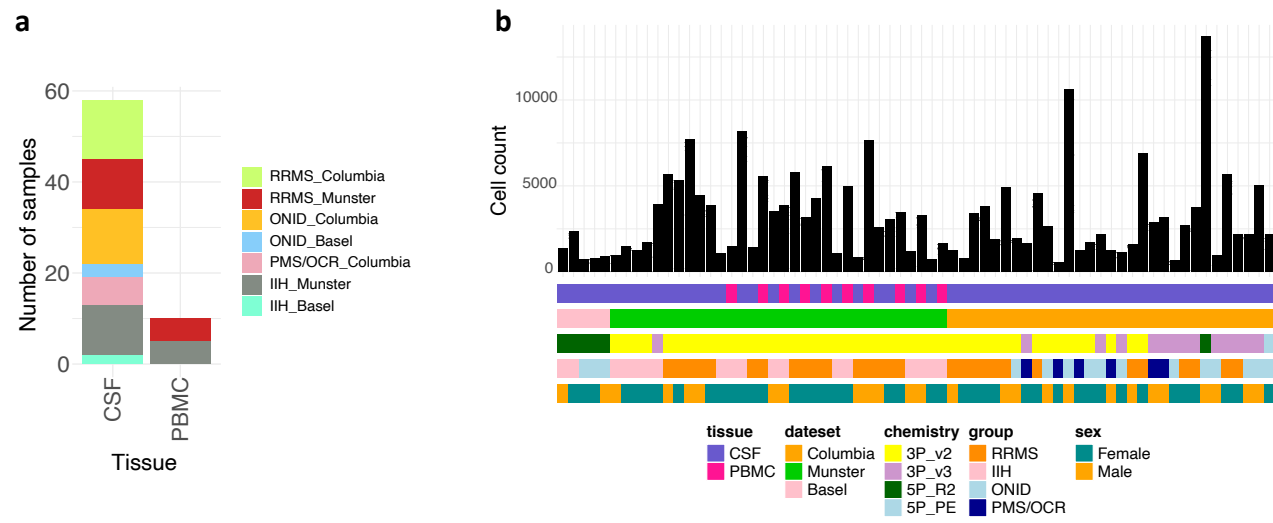 a
Number of samples
60
40
20
0
CSF
PBMC
Tissue
RRMS_Columbia
RRMS_Munster
ONID_Columbia
ONID_Basel
PMS/OCR_Columbia
IIH_Munster
IIH_Basel
b
Cell count
10000
5000
0
tissue
CSF
PBMC
dateset
Columbia
Munster
Basel
chemistry
3P_v2
3P_v3
5P_R2
5P_PE
group
RRMS
IIH
ONID
PMS/OCR
sex
Female
Male